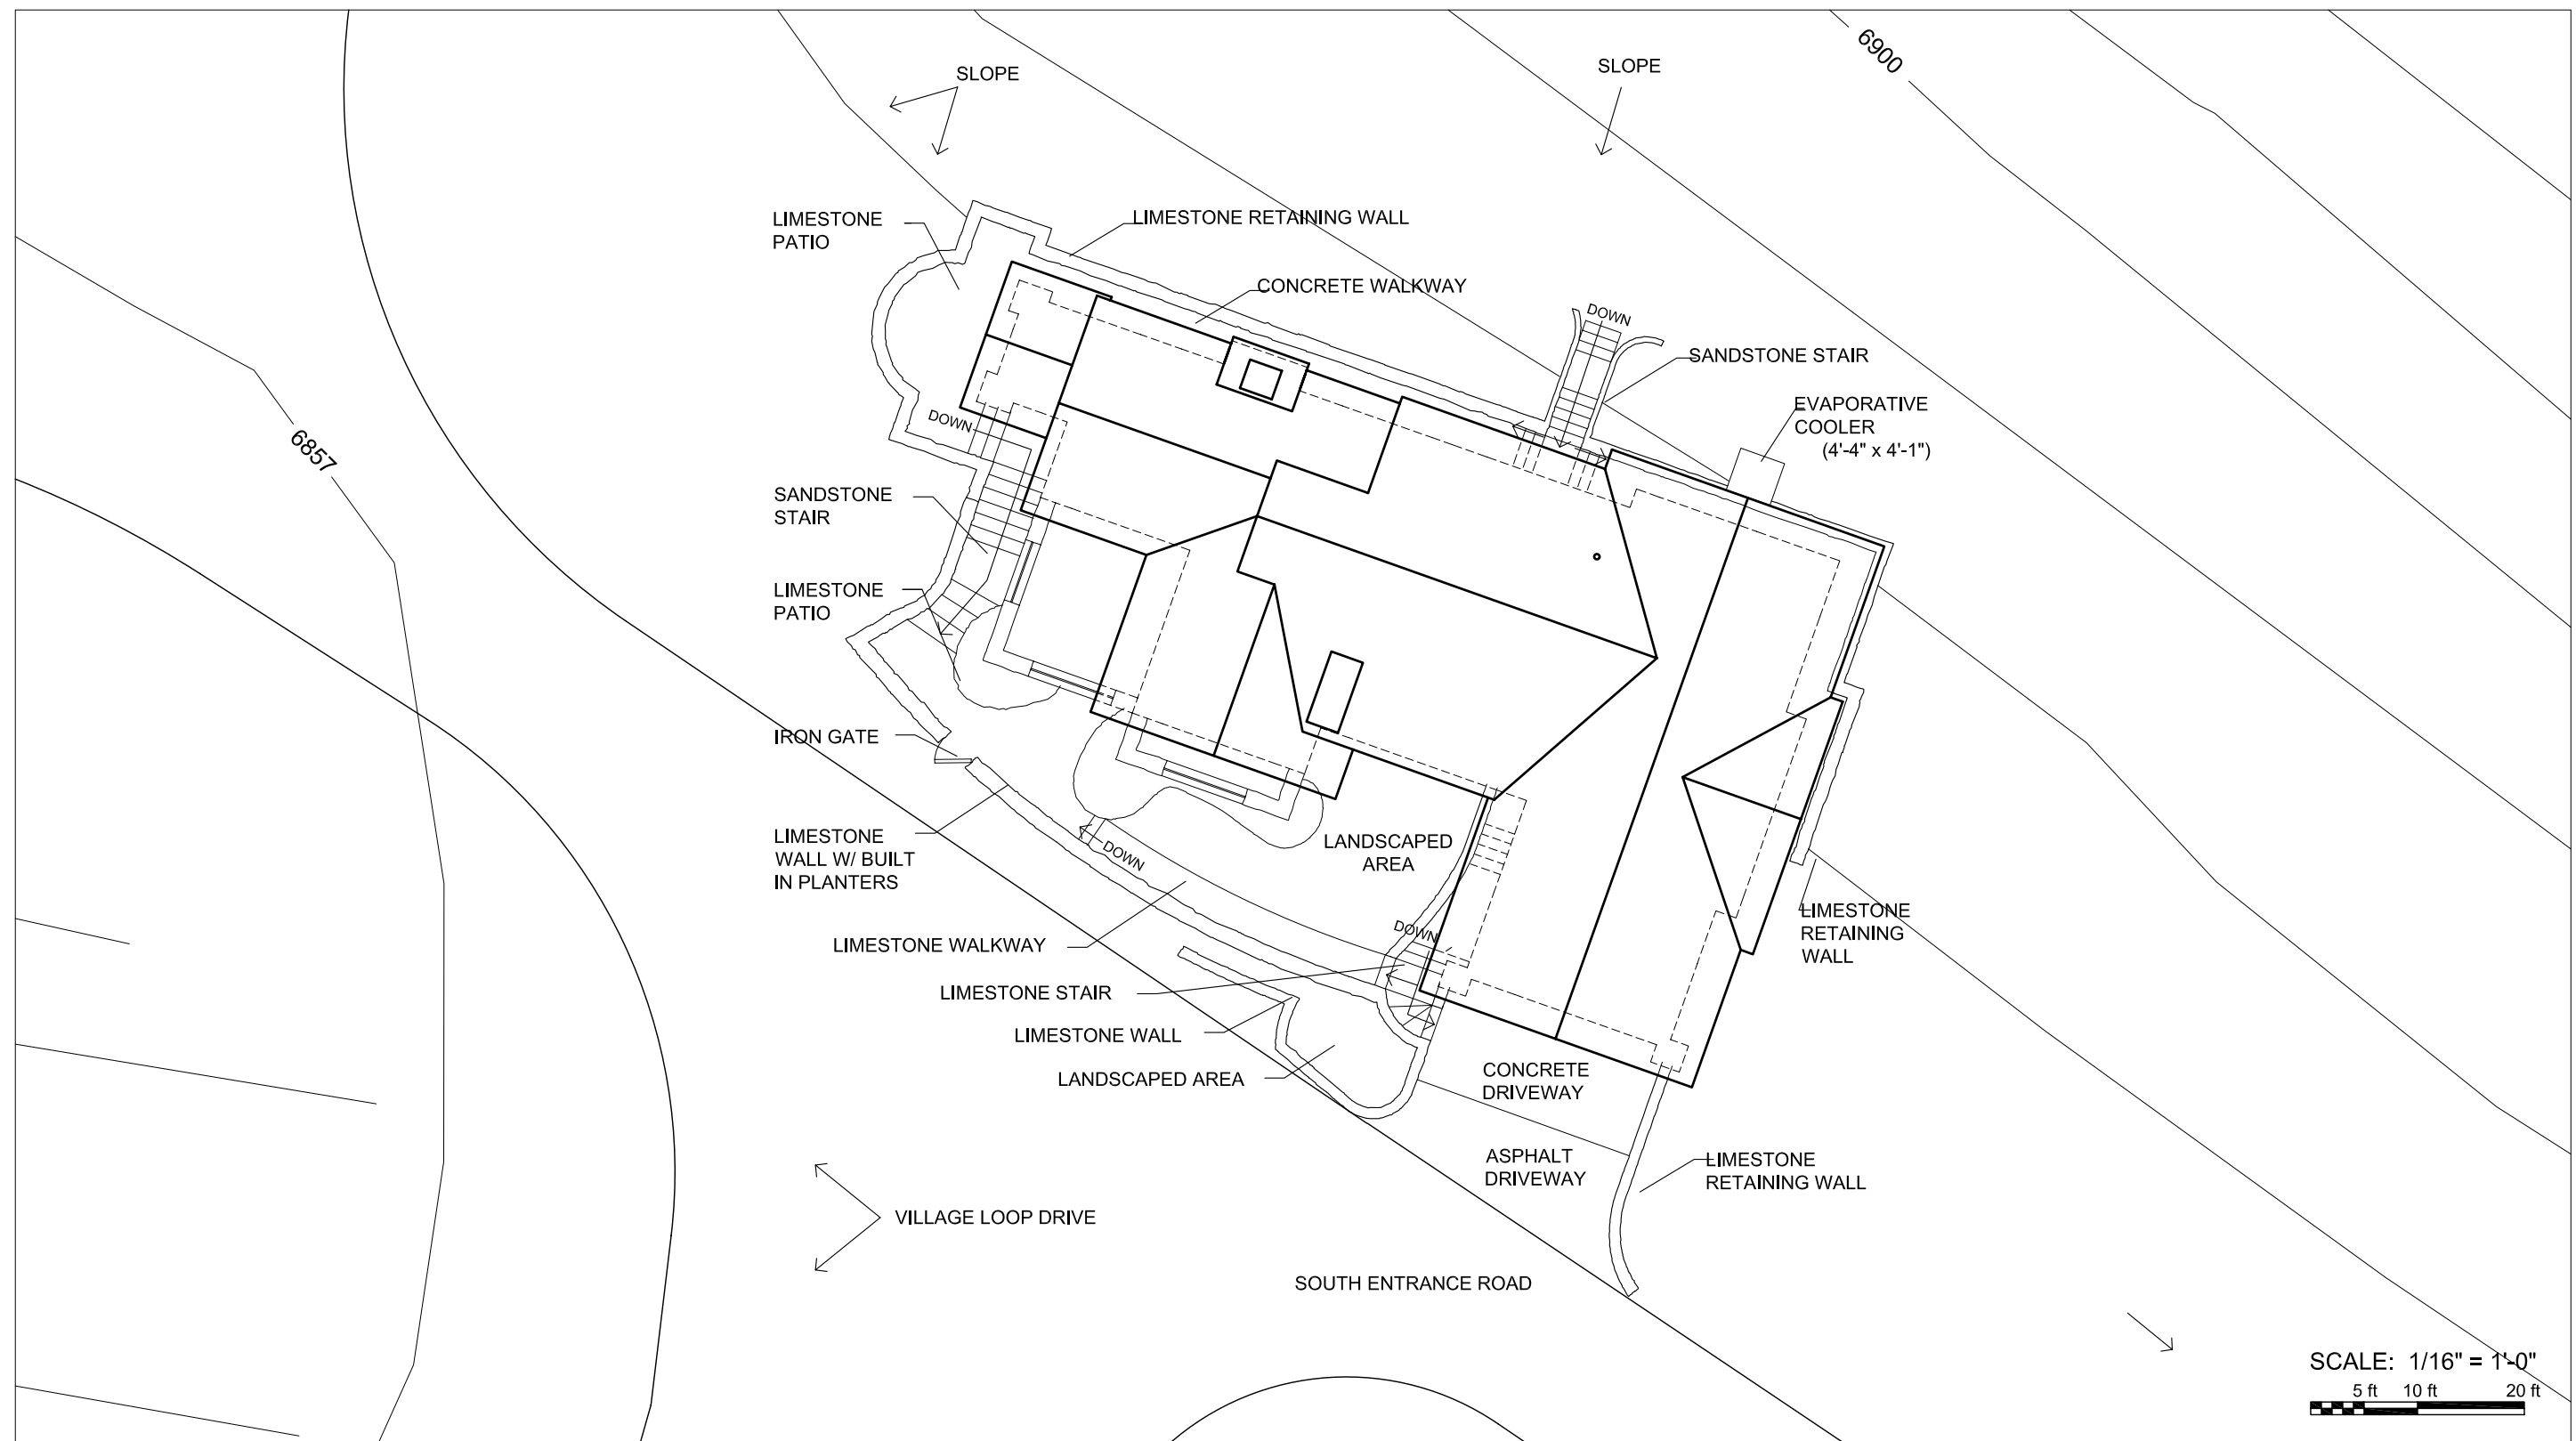 SLOPE
SLOPE
6900
LIMESTONE
PATIO
LIMESTONE RETAINING WALL
CONCRETE WALKWAY
DOWN
SANDSTONE STAIR
EVAPORATIVE
COOLER
(4'-4" x 4'-1")
DOWN
6857
SANDSTONE
STAIR
LIMESTONE
PATIO
IRON GATE
LIMESTONE
WALL W/ BUILT
IN PLANTERS
DOWN
LANDSCAPED
AREA
LIMESTONE WALKWAY
DOWN
LIMESTONE
RETAINING
WALL
LIMESTONE STAIR
LIMESTONE WALL
LANDSCAPED AREA
CONCRETE
DRIVEWAY
ASPHALT
DRIVEWAY
LIMESTONE
RETAINING WALL
VILLAGE LOOP DRIVE
SOUTH ENTRANCE ROAD
SCALE: 1/16" = 1'-0"
5 ft 10 ft 20 ft